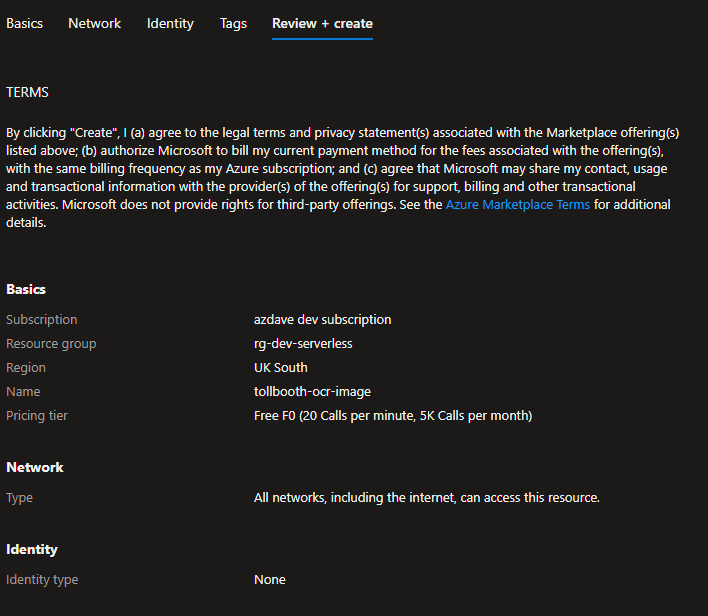 Basics Network Identity Tags Review + create
TERMS
By clicking "Create", I (a) agree to the legal terms and privacy statement(s) associated with the Marketplace offering(s)
listed above; (b) authorize Microsoft to bill my current payment method for the fees associated with the offering(s),
with the same billing frequency as my Azure subscription; and (c) agree that Microsoft may share my contact, usage
and transactional information with the provider(s) of the offering(s) for support, billing and other transactional
activities. Microsoft does not provide rights for third-party offerings. See the Azure Marketplace Terms for additional
details.
Basics
Subscription azdave dev subscription
Resource group rg-dev-serverless
Region UK South
Name tollbooth-ocr-image
Pricing tier Free F0 (20 Calls per minute, 5K Calls per month)
Network
Type All networks, including the internet, can access this resource.
Identity
Identity type None